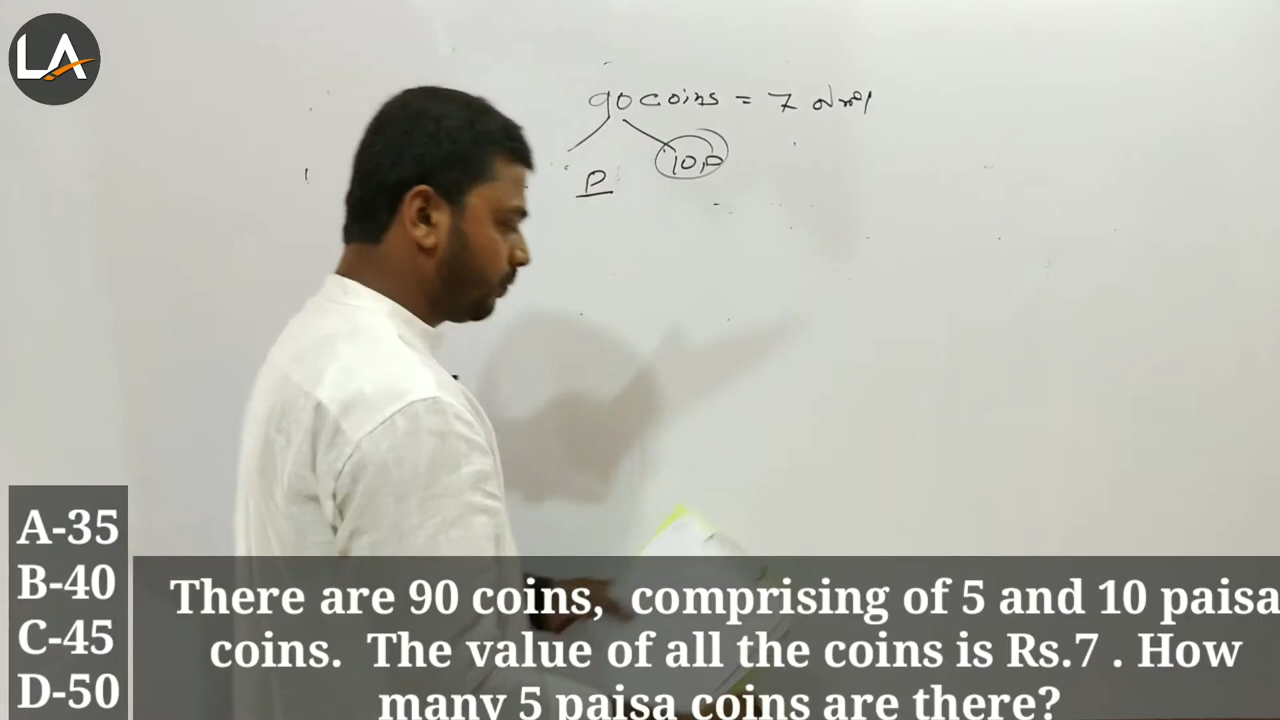 LA
90 coins = 7
P 10P
A-35
B-40
C-45
D-50
There are 90 coins, comprising of 5 and 10 paisa
coins. The value of all the coins is Rs.7 . How
many 5 paisa coins are there?